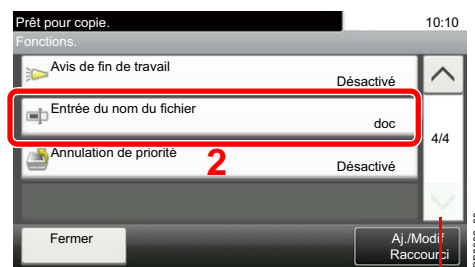 Prêt pour copie. 10:10
Fonctions.
Avis de fin de travail
Désactivé
Entrée du nom du fichier
doc
4/4
Annulation de priorité
2
Désactivé
Fermer
Aj./Modif
Raccourci